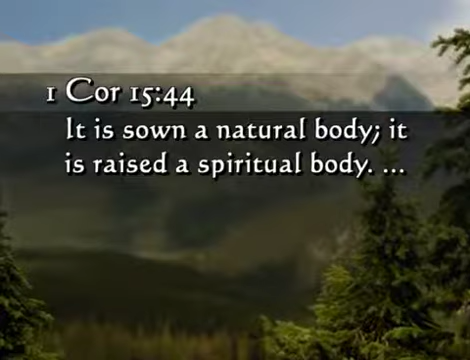 1 Cor 15:44
It is sown a natural body; it
is raised a spiritual body. ...